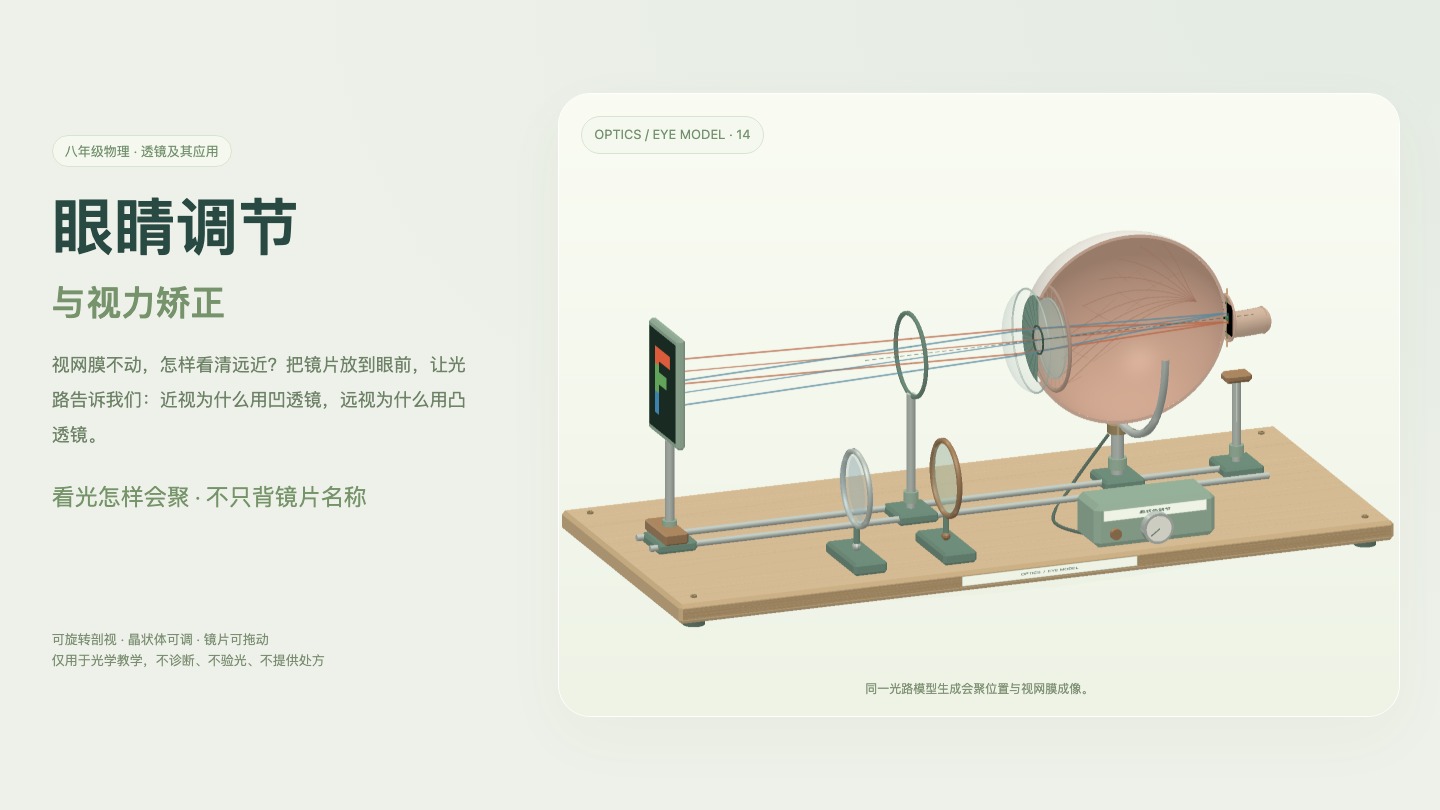 八年级物理 · 透镜及其应用
眼睛调节
与视力矫正
视网膜不动，怎样看清远近？把镜片放到眼前，让光
路告诉我们：近视为什么用凹透镜，远视为什么用凸
透镜。
看光怎样会聚 · 不只背镜片名称
可旋转剖视 · 晶状体可调 · 镜片可拖动
仅用于光学教学，不诊断、不验光、不提供处方
OPTICS / EYE MODEL · 14
OPTICS / EYE MODEL
同一光路模型生成会聚位置与视网膜成像。